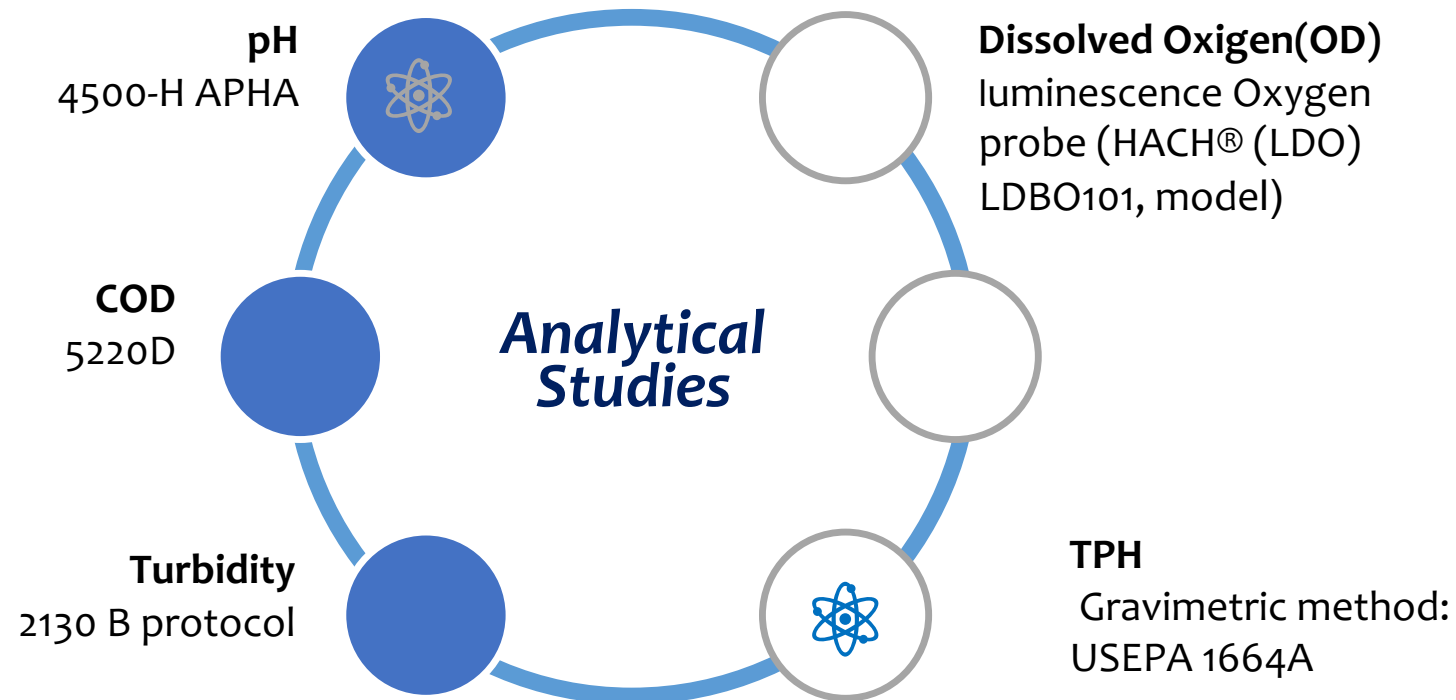 pH
4500-H APHA
Dissolved Oxigen(OD)
luminescence Oxygen
probe (HACH® (LDO)
LDBO101, model)
COD
5220D
Analytical
Studies
Turbidity
2130 B protocol
TPH
Gravimetric method:
USEPA 1664A